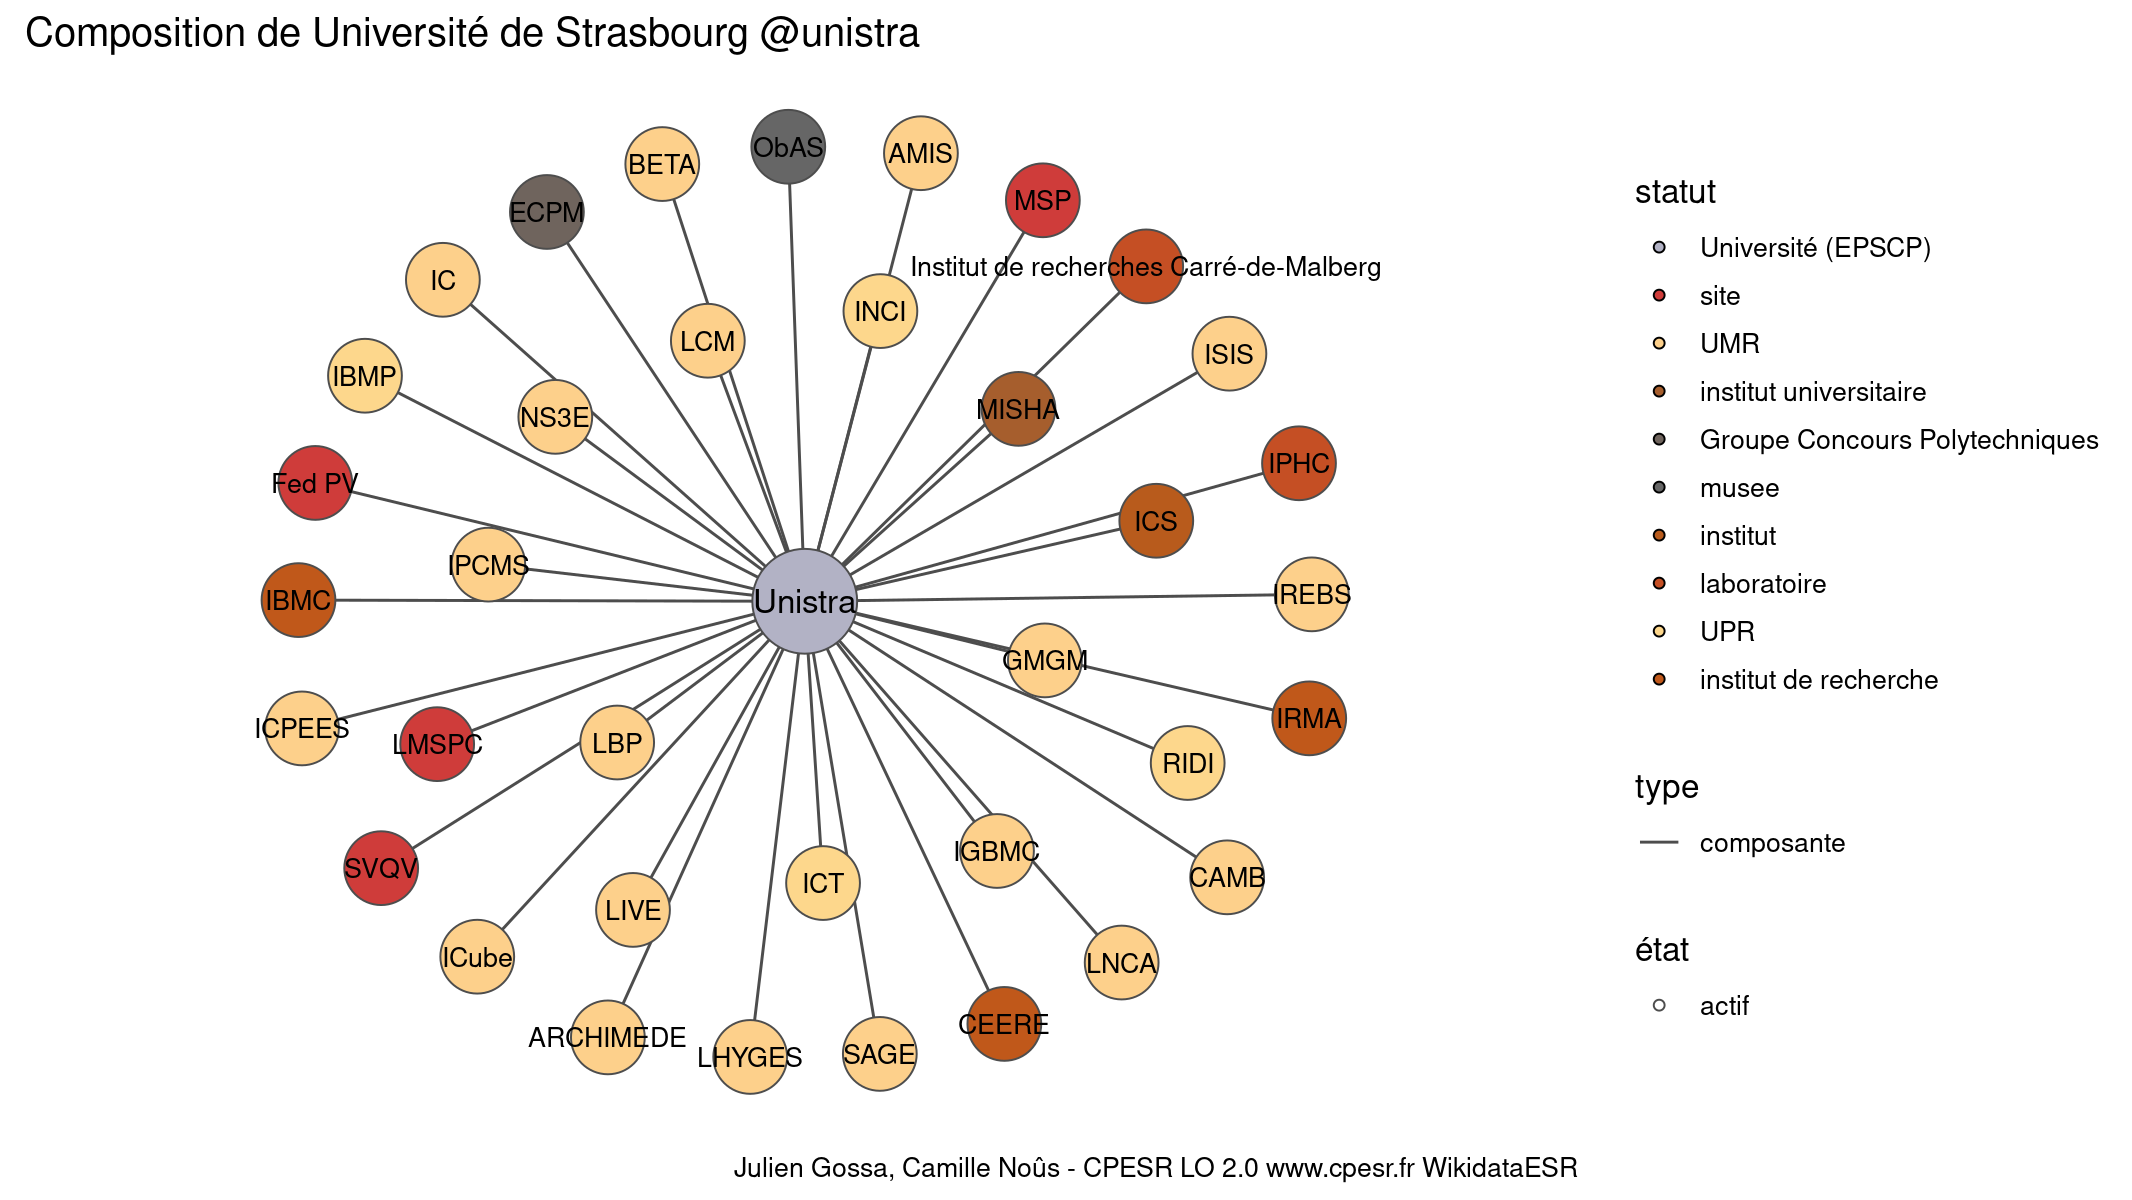 Composition de Université de Strasbourg @unistra
ObAS
AMIS
BETA
MSP
ECPM
Institut de recherches Carré-de-Malberg
IC
INCI
LCM
ISIS
IBMP
MISHA
NS3E
IPHC
Fed PV
ICS
IPCMS
IREBS
IBMC
Unistra
GMGM
IRMA
ICPEES
LMSPC
LBP
RIDI
IGBMC
SVQV
CAMB
ICT
LIVE
ICube
LNCA
CEERE
ARCHIMEDE
SAGE
LHYGES
statut
Université (EPSCP)
site
UMR
institut universitaire
Groupe Concours Polytechniques
musee
institut
laboratoire
UPR
institut de recherche
type
composante
état
actif
Julien Gossa, Camille Noûs - CPESR LO 2.0 www.cpesr.fr WikidataESR